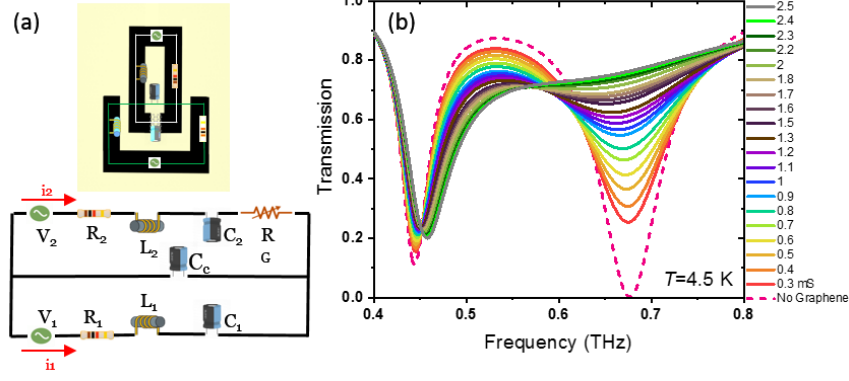 (a)
i2
V2
R2
L2
C2
R
G
Cc
V1
R1
L1
C1
i1
(b)
Transmission
1.0
0.8
0.6
0.4
0.2
0.0
0.4
0.5
0.6
0.7
0.8
Frequency (THz)
T=4.5 K
2.5
2.4
2.3
2.2
2
1.8
1.7
1.6
1.5
1.3
1.2
1.1
1
0.9
0.8
0.7
0.6
0.5
0.4
0.3 mS
No Graphene